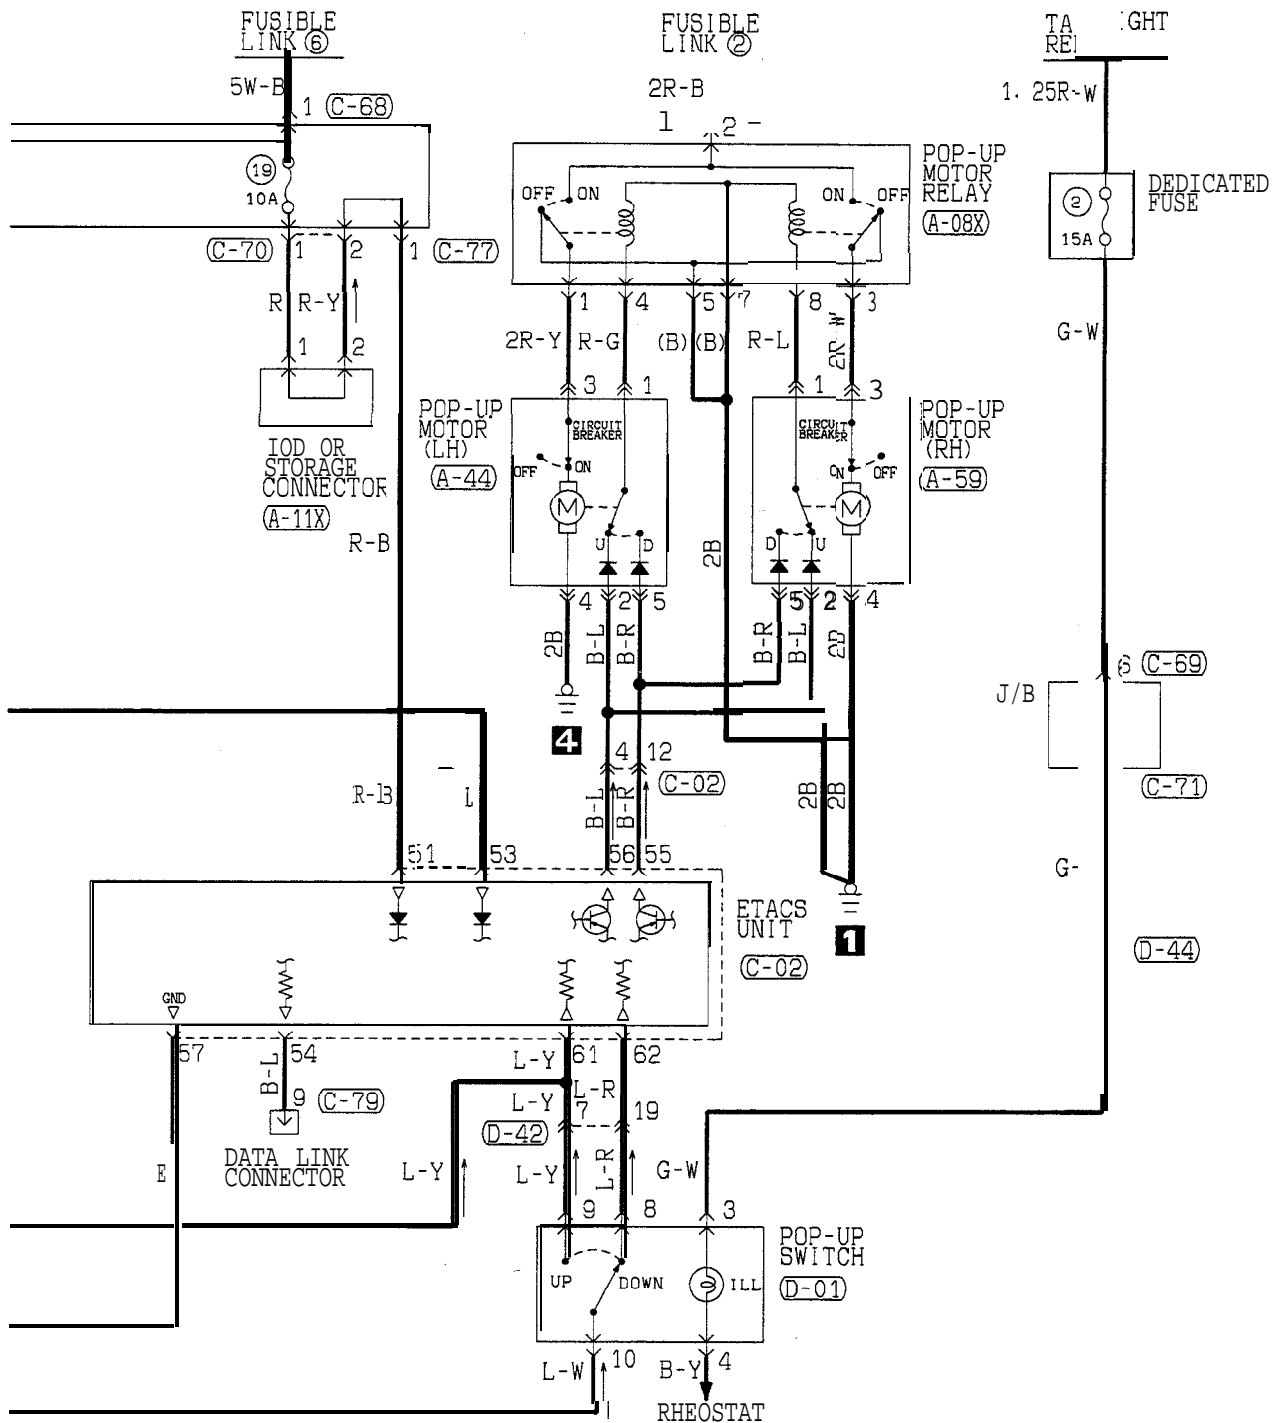 FUSIBLE
LINK ⑥
FUSIBLE
LINK ②
TA GHT
5W-B
2R-B
1. 25R-W
1 C-68
1 2 -
⑲
10A
OFF ON
ON OFF
POP-UP
MOTOR
RELAY
A-08X
②
15A
DEDICATED
FUSE
C-70 1 2 1 C-77
1 4 5 7 8 3
R R-Y
2R-Y R-G (B) (B) R-L 2R-W
G-W
1 2
3 1
1 3
POP-UP
MOTOR
(LH)
A-44
CIRCUIT
BREAKER
OFF ON
M
U D
CIRCUIT
BREAKER
ON OFF
M
D U
POP-UP
MOTOR
(RH)
A-59
IOD OR
STORAGE
CONNECTOR
A-11X
R-B
2B
4 2 5
5 2 4
2B B-L B-R
B-R B-L
4
6 C-69
J/B
4 12
C-02
C-71
L
B-L B-R
2B 2B
G-
51 53 56 55
ETACS
UNIT
C-02
1
D-44
GND
57 54 61 62
B-L
L-Y
L-R
9 C-79
L-Y 7 19
D-42
DATA LINK
CONNECTOR
E
L-Y L-Y L-R G-W
9 8 3
POP-UP
SWITCH
D-01
UP DOWN ILL
10 4
L-W B-Y
RHEOSTAT